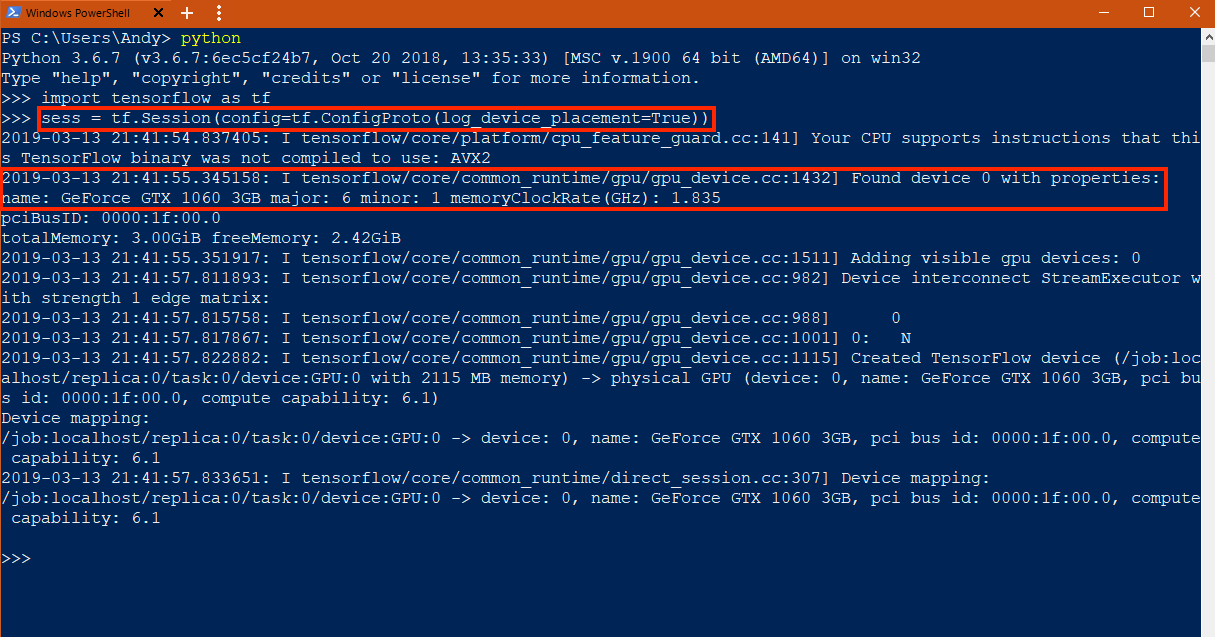 Windows PowerShell
PS C:\Users\Andy> python
Python 3.6.7 (v3.6.7:6ec5cf24b7, Oct 20 2018, 13:35:33) [MSC v.1900 64 bit (AMD64)] on win32
Type "help", "copyright", "credits" or "license" for more information.
>>> import tensorflow as tf
>>> sess = tf.Session(config=tf.ConfigProto(log_device_placement=True))
2019-03-13 21:41:54.837405: I tensorflow/core/platform/cpu_feature_guard.cc:141] Your CPU supports instructions that thi
s TensorFlow binary was not compiled to use: AVX2
2019-03-13 21:41:55.345158: I tensorflow/core/common_runtime/gpu/gpu_device.cc:1432] Found device 0 with properties:
name: GeForce GTX 1060 3GB major: 6 minor: 1 memoryClockRate(GHz): 1.835
pciBusID: 0000:1f:00.0
totalMemory: 3.00GiB freeMemory: 2.42GiB
2019-03-13 21:41:55.351917: I tensorflow/core/common_runtime/gpu/gpu_device.cc:1511] Adding visible gpu devices: 0
2019-03-13 21:41:57.811893: I tensorflow/core/common_runtime/gpu/gpu_device.cc:982] Device interconnect StreamExecutor w
ith strength 1 edge matrix:
2019-03-13 21:41:57.815758: I tensorflow/core/common_runtime/gpu/gpu_device.cc:988]      0
2019-03-13 21:41:57.817867: I tensorflow/core/common_runtime/gpu/gpu_device.cc:1001] 0:   N
2019-03-13 21:41:57.822882: I tensorflow/core/common_runtime/gpu/gpu_device.cc:1115] Created TensorFlow device (/job:loc
alhost/replica:0/task:0/device:GPU:0 with 2115 MB memory) -> physical GPU (device: 0, name: GeForce GTX 1060 3GB, pci bu
s id: 0000:1f:00.0, compute capability: 6.1)
Device mapping:
/job:localhost/replica:0/task:0/device:GPU:0 -> device: 0, name: GeForce GTX 1060 3GB, pci bus id: 0000:1f:00.0, compute
 capability: 6.1
2019-03-13 21:41:57.833651: I tensorflow/core/common_runtime/direct_session.cc:307] Device mapping:
/job:localhost/replica:0/task:0/device:GPU:0 -> device: 0, name: GeForce GTX 1060 3GB, pci bus id: 0000:1f:00.0, compute
 capability: 6.1
>>>